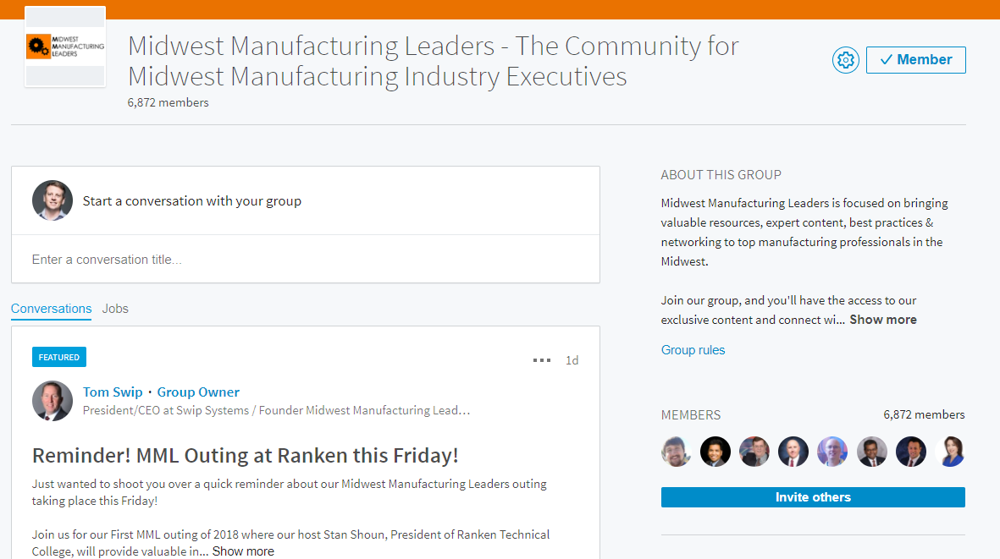 MIDWEST
MANUFACTURING
LEADERS
Midwest Manufacturing Leaders - The Community for
Midwest Manufacturing Industry Executives
6,872 members
Member
Start a conversation with your group
Enter a conversation title...
Conversations Jobs
FEATURED
1d
Tom Swip · Group Owner
President/CEO at Swip Systems / Founder Midwest Manufacturing Lead…
Reminder! MML Outing at Ranken this Friday!
Just wanted to shoot you over a quick reminder about our Midwest Manufacturing Leaders outing
taking place this Friday!
Join us for our First MML outing of 2018 where our host Stan Shoun, President of Ranken Technical
College, will provide valuable in... Show more
ABOUT THIS GROUP
Midwest Manufacturing Leaders is focused on bringing
valuable resources, expert content, best practices &
networking to top manufacturing professionals in the
Midwest.
Join our group, and you'll have the access to our
exclusive content and connect wi... Show more
Group rules
MEMBERS 6,872 members
Invite others